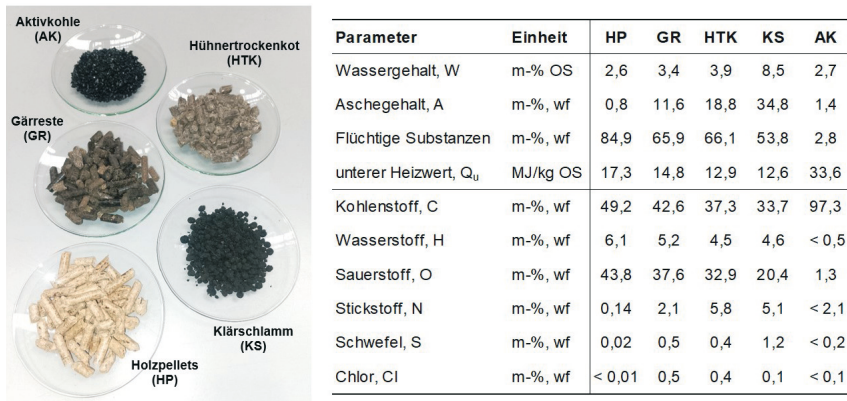 Aktivkohle
(AK)
Hühnertrockenkot
(HTK)
Gärreste
(GR)
Klärschlamm
(KS)
Holzpellets
(HP)
Parameter Einheit HP GR HTK KS AK
Wassergehalt, W m-% OS 2,6 3,4 3,9 8,5 2,7
Aschegehalt, A m-%, wf 0,8 11,6 18,8 34,8 1,4
Flüchtige Substanzen m-%, wf 84,9 65,9 66,1 53,8 2,8
unterer Heizwert, Qu MJ/kg OS 17,3 14,8 12,9 12,6 33,6
Kohlenstoff, C m-%, wf 49,2 42,6 37,3 33,7 97,3
Wasserstoff, H m-%, wf 6,1 5,2 4,5 4,6 < 0,5
Sauerstoff, O m-%, wf 43,8 37,6 32,9 20,4 1,3
Stickstoff, N m-%, wf 0,14 2,1 5,8 5,1 < 2,1
Schwefel, S m-%, wf 0,02 0,5 0,4 1,2 < 0,2
Chlor, Cl m-%, wf < 0,01 0,5 0,4 0,1 < 0,1